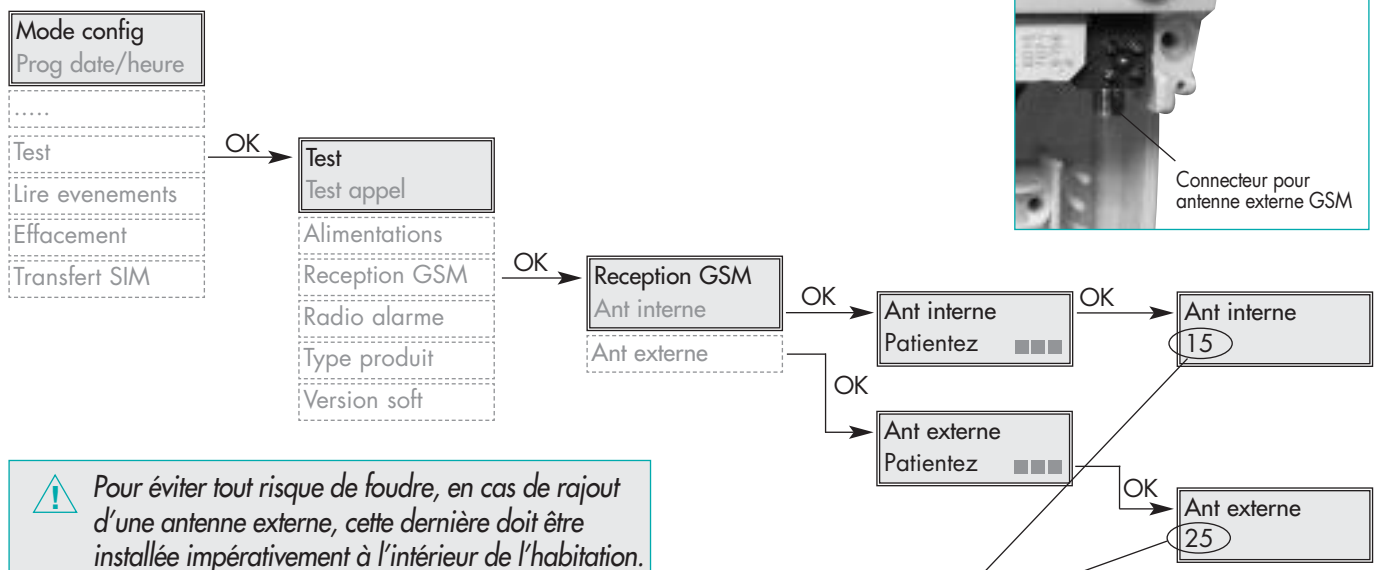 Mode config
Prog date/heure
.....
Test
Lire evenements
Effacement
Transfert SIM
OK
Test
Test appel
Alimentations
Reception GSM
Radio alarme
Type produit
Version soft
OK
Reception GSM
Ant interne
Ant externe
OK
Ant interne
Patientez
OK
Ant interne
15
OK
Ant externe
Patientez
OK
Ant externe
25
Connecteur pour
antenne externe GSM
Pour éviter tout risque de foudre, en cas de rajout
d'une antenne externe, cette dernière doit être
installée impérativement à l'intérieur de l'habitation.